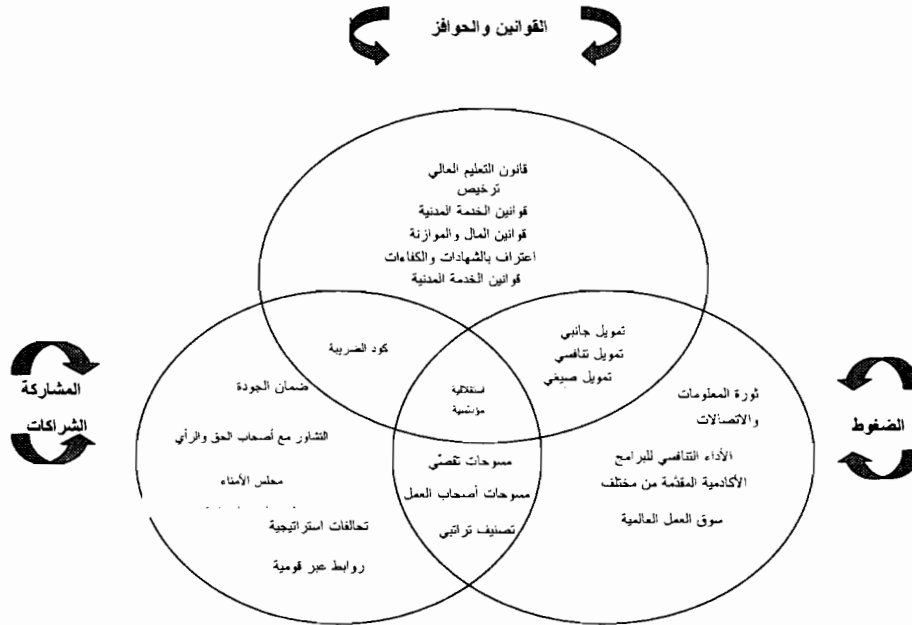 القوانين والحوافز
قانون التعليم العالي
ترخيص
قوانين الخدمة المدنية
قوانين المال والموازنة
اعتراف بالشهادات والكفاءات
قوانين الخدمة المدنية
كود الضريبة
تمويل جانبي
تمويل تنافسي
تمويل صيغي
استقلالية
مؤسسية
المشاركة
الشراكات
ضمان الجودة
التشاور مع أصحاب الحق والرأي
مجلس الأمناء
تحالفات استراتيجية
روابط عبر قومية
مسوحات تقصّي
مسوحات أصحاب العمل
تصنيف تراتبي
ثورة المعلومات
والاتصالات
الأداء التنافسي للبرامج
الأكاديمية المقدّمة من مختلف
سوق العمل العالمية
الضغوط